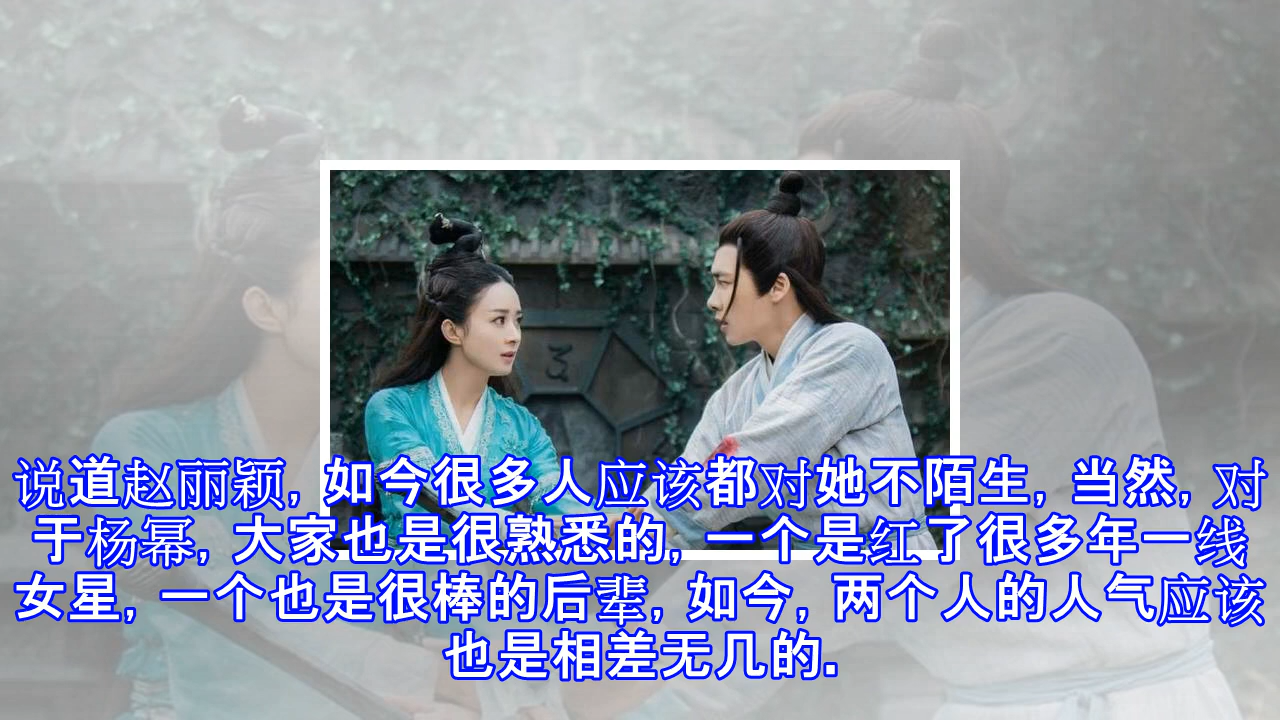 说道赵丽颖, 如今很多人应该都对她不陌生, 当然, 对
于杨幂, 大家也是很熟悉的, 一个是红了很多年一线
女星, 一个也是很棒的后辈, 如今, 两个人的人气应该
也是相差无几的.